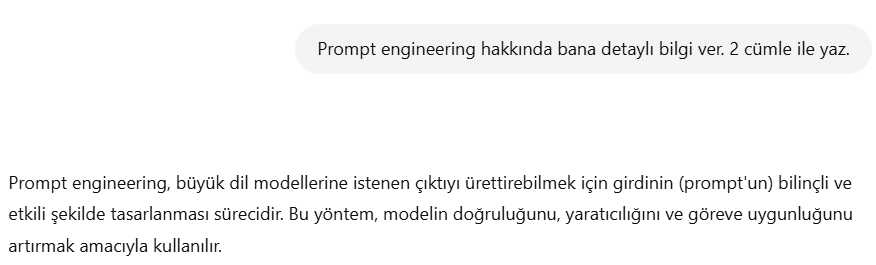 Prompt engineering hakkında bana detaylı bilgi ver. 2 cümle ile yaz.
Prompt engineering, büyük dil modellerine istenen çıktıyı ürettirebilmek için girdinin (prompt'un) bilinçli ve
etkili şekilde tasarlanması sürecidir. Bu yöntem, modelin doğruluğunu, yaratıcılığını ve göreve uygunluğunu
artırmak amacıyla kullanılır.